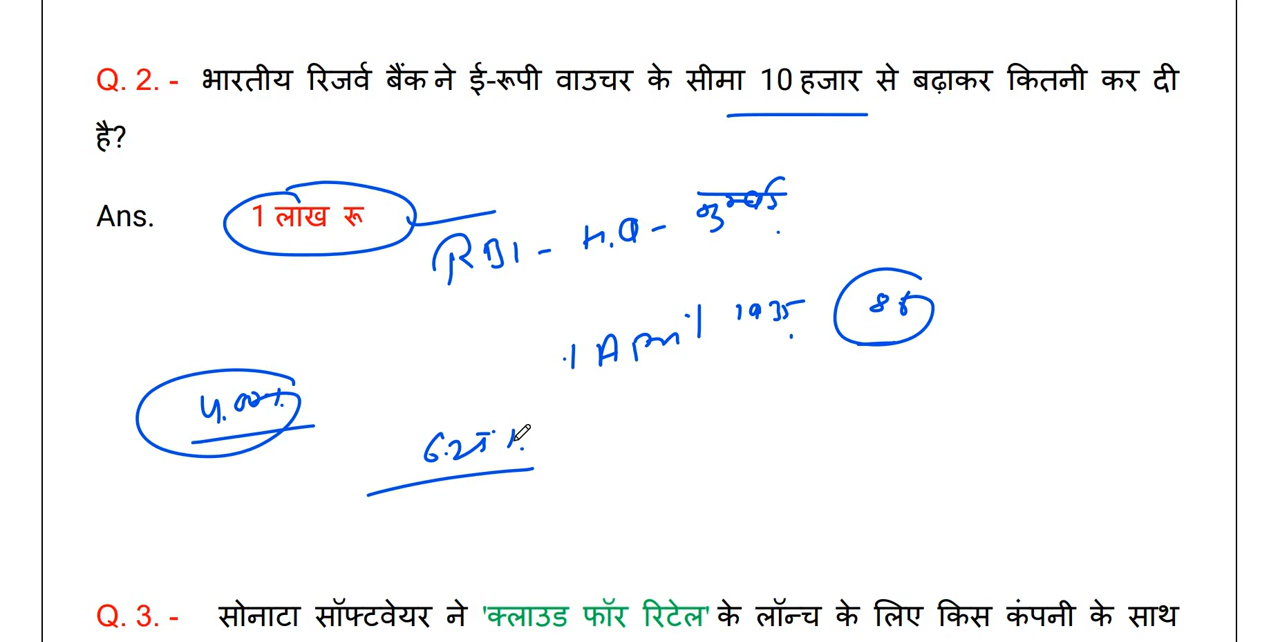 Q. 2. - भारतीय रिजर्व बैंक ने ई-रूपी वाउचर के सीमा 10 हजार से बढ़ाकर कितनी कर दी
है?
Ans. 1 लाख रू
RBI - H.Q - मुम्बई
1 April 1935
4.00%
6.25%
Q. 3. - सोनाटा सॉफ्टवेयर ने 'क्लाउड फॉर रिटेल' के लॉन्च के लिए किस कंपनी के साथ